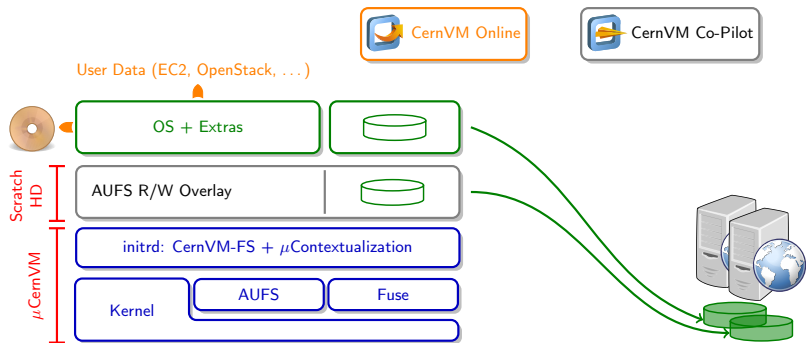 CernVM Online
CernVM Co-Pilot
User Data (EC2, OpenStack, ...)
OS + Extras
Scratch
HD
AUFS R/W Overlay
initrd: CernVM-FS + μContextualization
μCernVM
Kernel
AUFS
Fuse